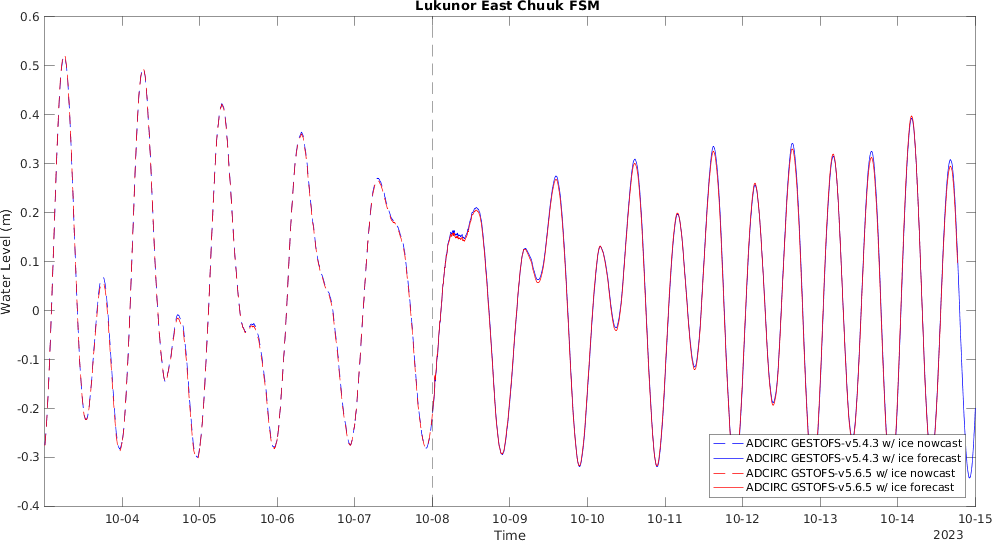 Lukunor East Chuuk FSM
0.6
0.5
0.4
0.3
0.2
0.1
0
-0.1
-0.2
-0.3
-0.4
Water Level (m)
ADCIRC GESTOFS-v5.4.3 w/ ice nowcast
ADCIRC GESTOFS-v5.4.3 w/ ice forecast
ADCIRC GSTOFS-v5.6.5 w/ ice nowcast
ADCIRC GSTOFS-v5.6.5 w/ ice forecast
10-04 10-05 10-06 10-07 10-08 10-09 10-10 10-11 10-12 10-13 10-14 10-15
Time
2023